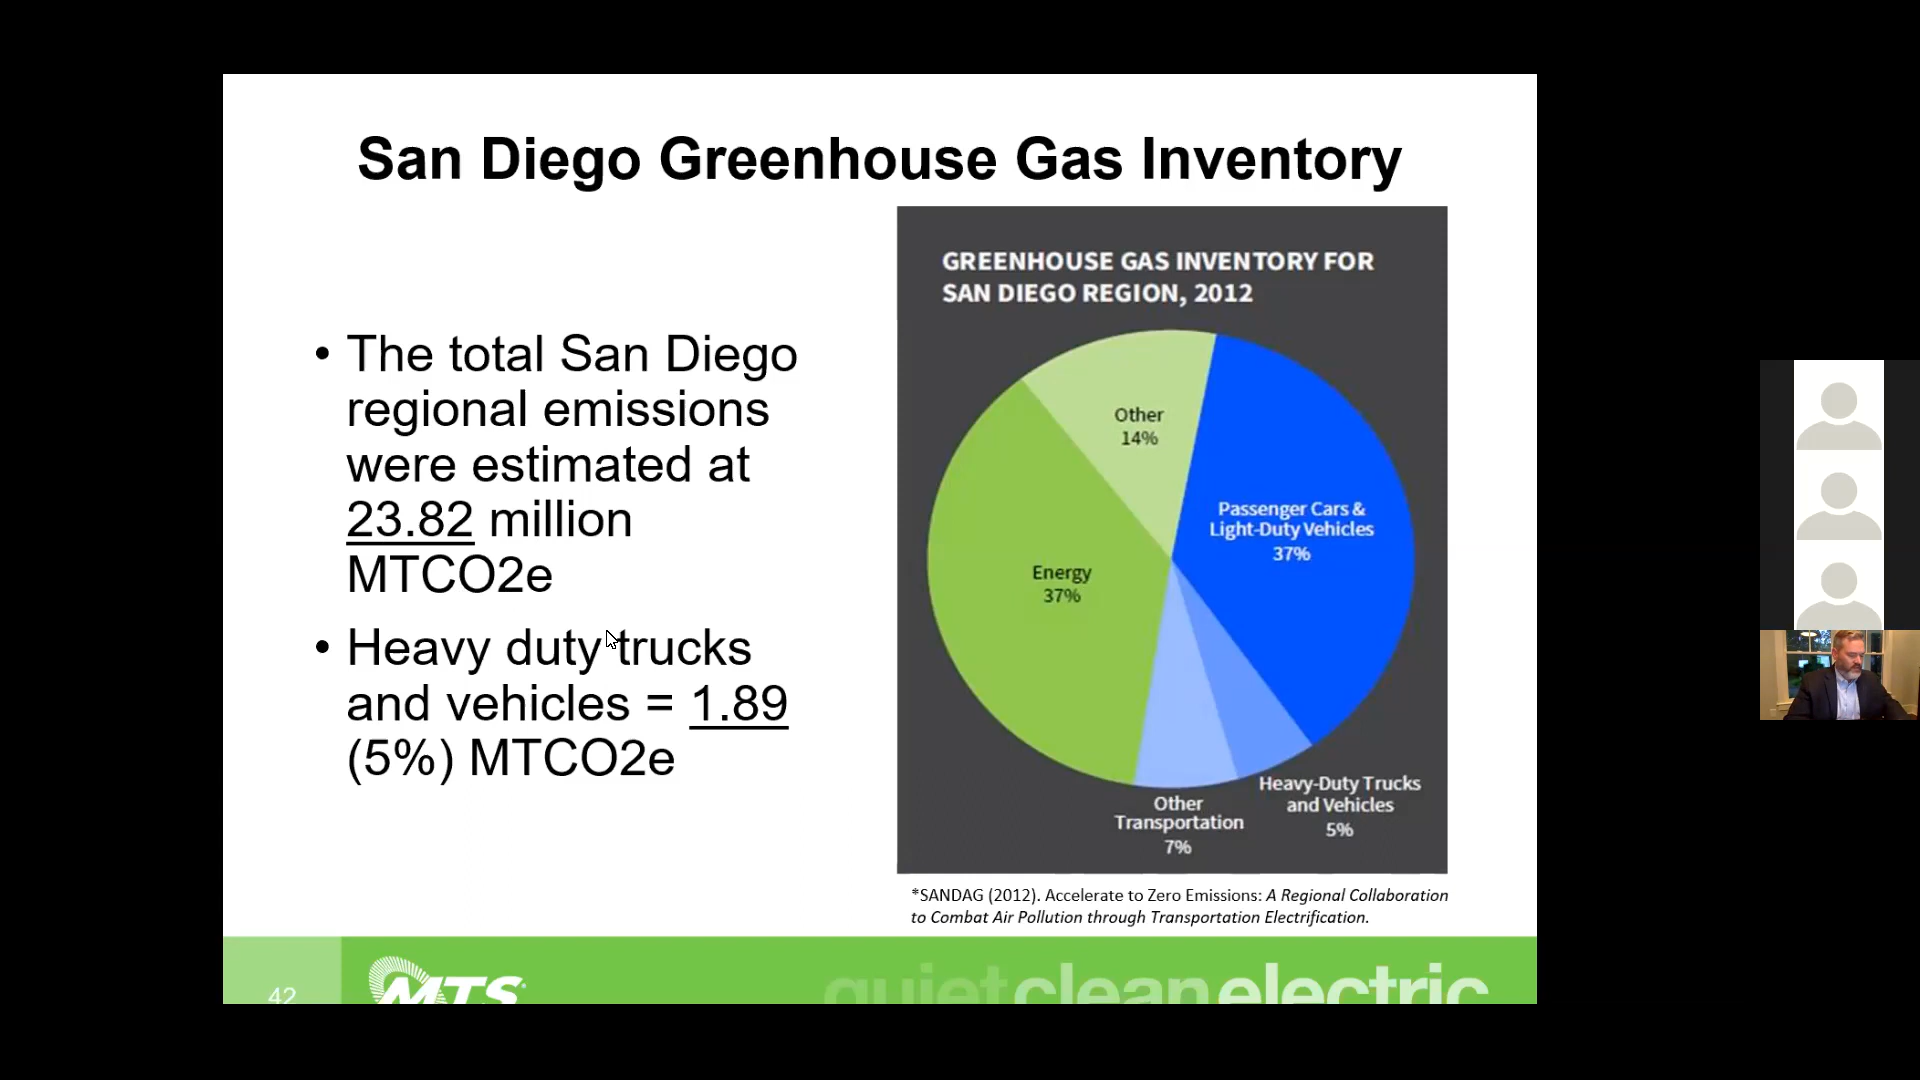 San Diego Greenhouse Gas Inventory
• The total San Diego
regional emissions
were estimated at
23.82 million
MTCO2e
• Heavy duty trucks
and vehicles = 1.89
(5%) MTCO2e
GREENHOUSE GAS INVENTORY FOR
SAN DIEGO REGION, 2012
Other
14%
Passenger Cars &
Light-Duty Vehicles
37%
Energy
37%
Heavy-Duty Trucks
and Vehicles
5%
Other
Transportation
7%
*SANDAG (2012). Accelerate to Zero Emissions: A Regional Collaboration
to Combat Air Pollution through Transportation Electrification.
42
MTS
quiet clean electric